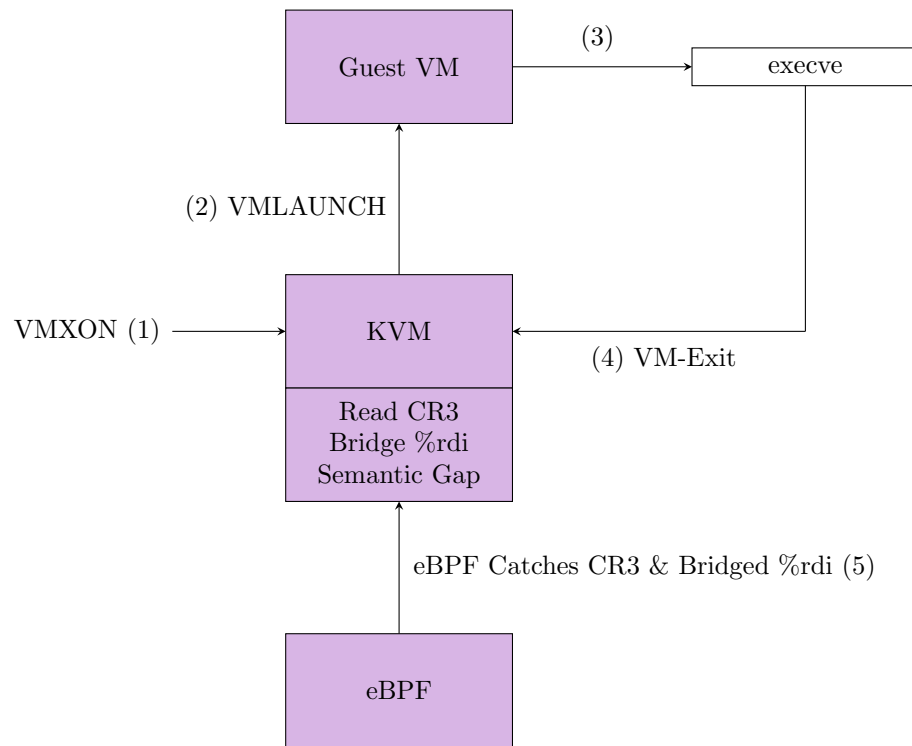 Guest VM
(3)
execve
(2) VMLAUNCH
VMXON (1)
KVM
(4) VM-Exit
Read CR3
Bridge %rdi
Semantic Gap
eBPF Catches CR3 & Bridged %rdi (5)
eBPF